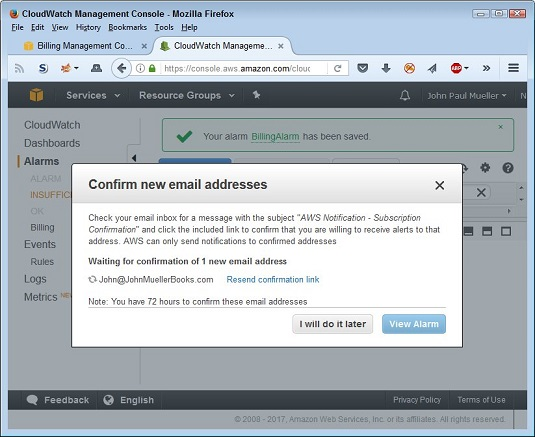 CloudWatch Management Console - Mozilla Firefox
File Edit View History Bookmarks Tools Help
Billing Management Co...
CloudWatch Manageme...
https://console.aws.amazon.com/clouc
ABP
Services
Resource Groups
John Paul Mueller
CloudWatch
Dashboards
Alarms
ALARM
INSUFFIC
OK
Billing
Events
Rules
Logs
Metrics NEW
Your alarm BillingAlarm has been saved.
Confirm new email addresses
Check your email inbox for a message with the subject "AWS Notification - Subscription
Confirmation" and click the included link to confirm that you are willing to receive alerts to that
address. AWS can only send notifications to confirmed addresses
Waiting for confirmation of 1 new email address
John@JohnMuellerBooks.com Resend confirmation link
Note: You have 72 hours to confirm these email addresses
I will do it later
View Alarm
Feedback
English
Privacy Policy
Terms of Use
© 2008 - 2017, Amazon Web Services, Inc. or its affiliates. All rights reserved.